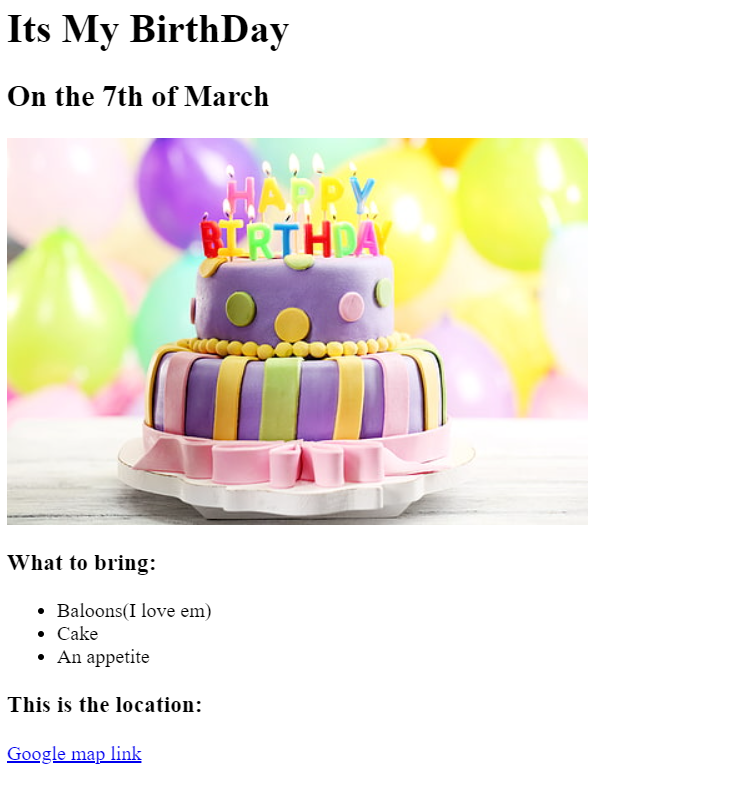 Its My BirthDay
On the 7th of March
HAPPY
BIRTHDAY
What to bring:
Baloons(I love em)
Cake
An appetite
This is the location:
Google map link